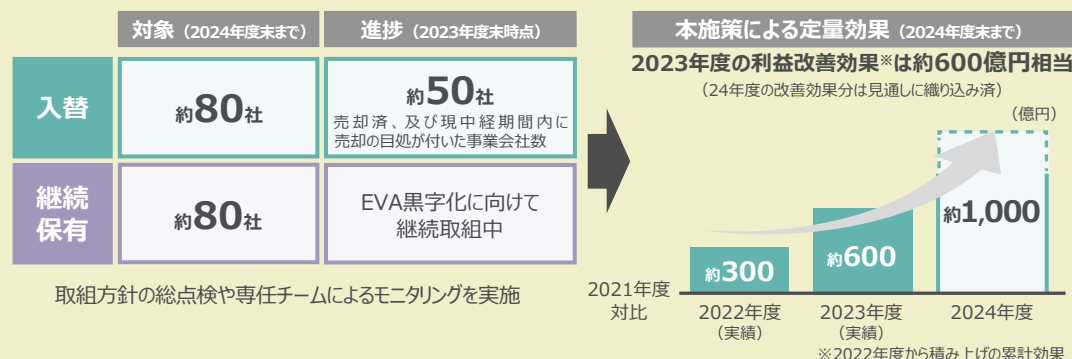 対象（2024年度末まで）
進捗（2023年度末時点）
入替
約80社
約50社
売却済、及び現中経期間内に
売却の目処が付いた事業会社数
継続
保有
約80社
EVA黒字化に向けて
継続取組中
取組方針の総点検や専任チームによるモニタリングを実施
本施策による定量効果（2024年度末まで）
2023年度の利益改善効果※は約600億円相当
（24年度の改善効果分は見通しに織り込み済）
（億円）
約300
約600
約1,000
2021年度
対比
2022年度
（実績）
2023年度
（実績）
2024年度
※2022年度から積み上げの累計効果